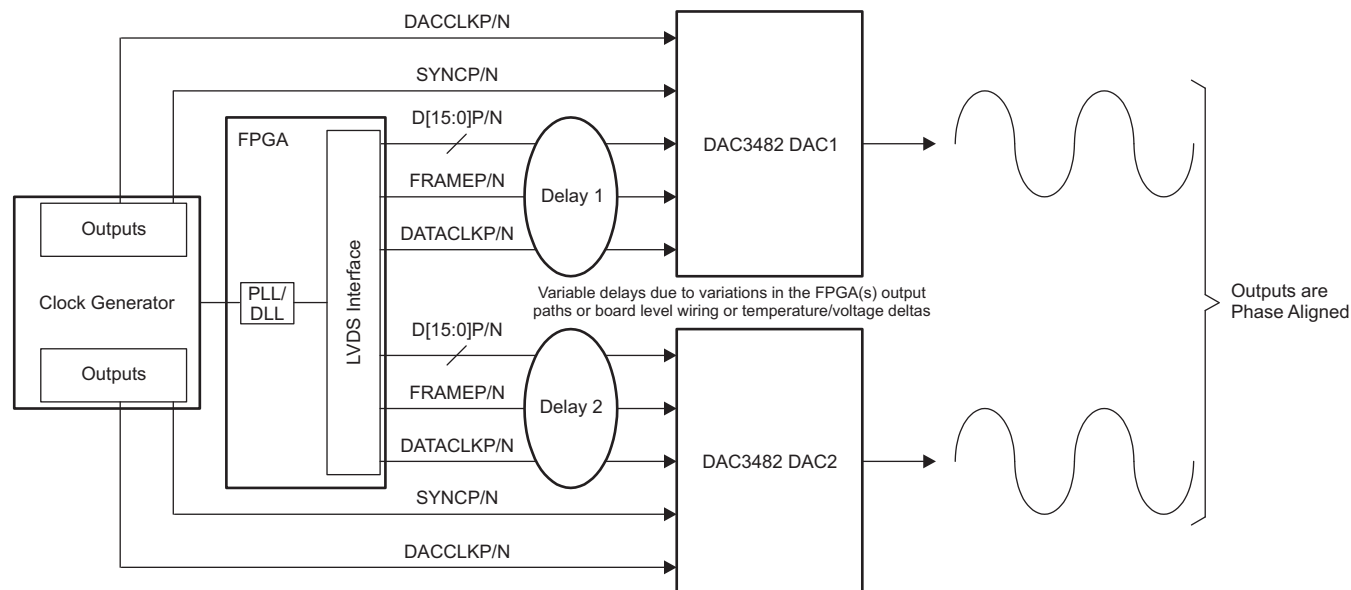 DACCLKP/N
SYNCP/N
D[15:0]P/N
FPGA
DAC3482 DAC1
FRAMEP/N
Delay 1
Outputs
DATACLKP/N
Clock Generator
PLL/
DLL
LVDS Interface
Variable delays due to variations in the FPGA(s) output
paths or board level wiring or temperature/voltage deltas
Outputs are
Phase Aligned
D[15:0]P/N
Outputs
FRAMEP/N
Delay 2
DATACLKP/N
DAC3482 DAC2
SYNCP/N
DACCLKP/N